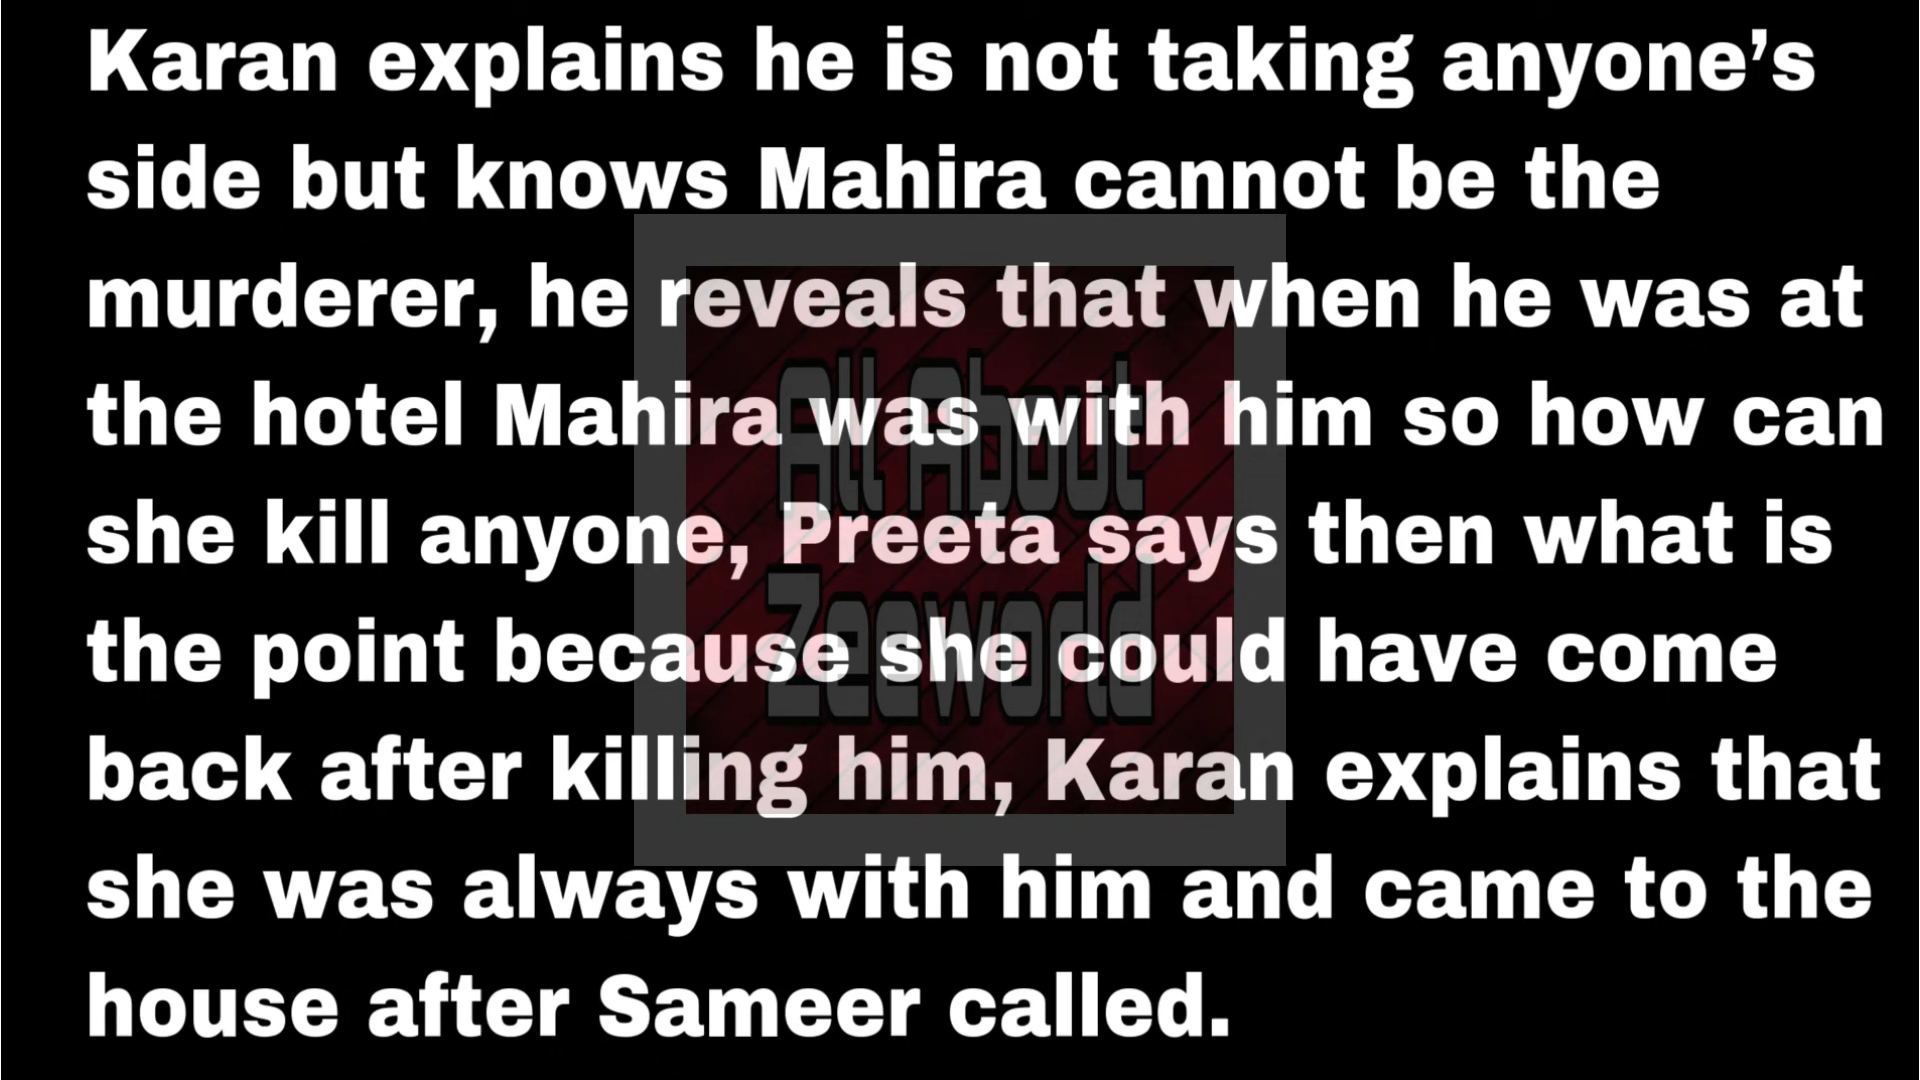 Karan explains he is not taking anyone’s
side but knows Mahira cannot be the
murderer, he reveals that when he was at
the hotel Mahira was with him so how can
she kill anyone, Preeta says then what is
the point because she could have come
back after killing him, Karan explains that
she was always with him and came to the
house after Sameer called.
All About
Zeeworld